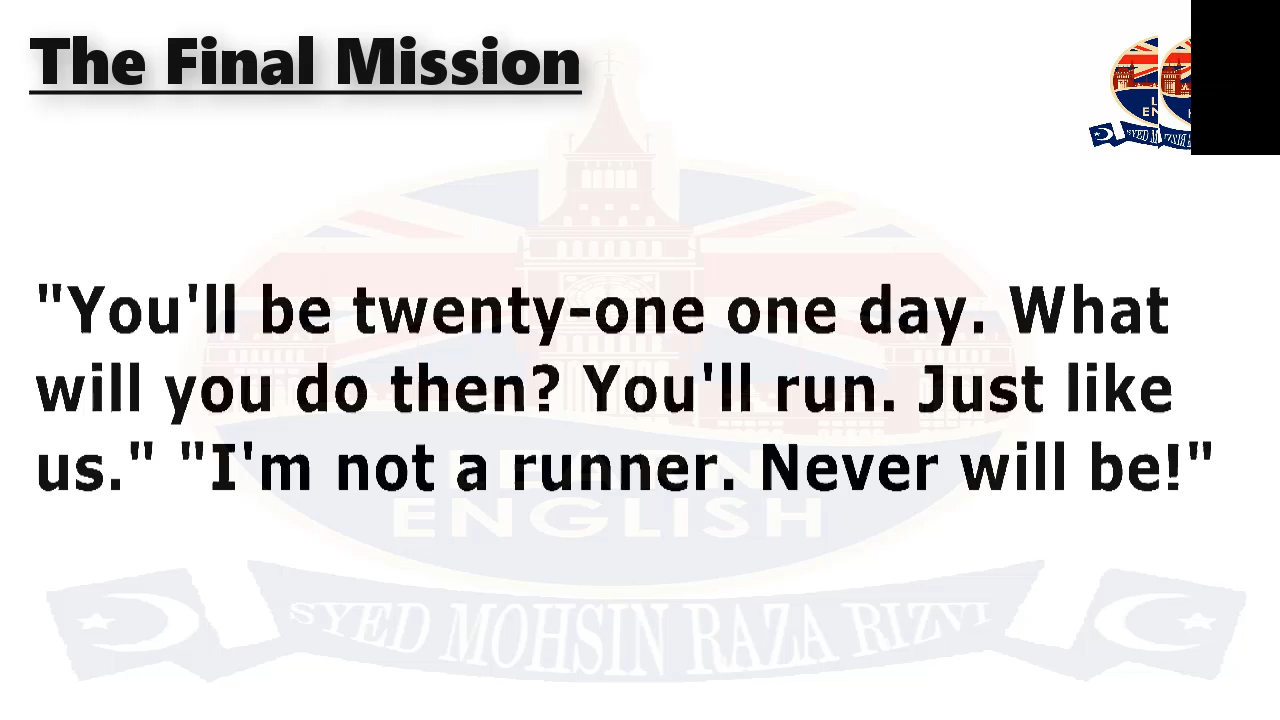 The Final Mission
"You'll be twenty-one one day. What
will you do then? You'll run. Just like
us." "I'm not a runner. Never will be!"
ENGLISH
SYED MOHSIN RAZA RIZVI